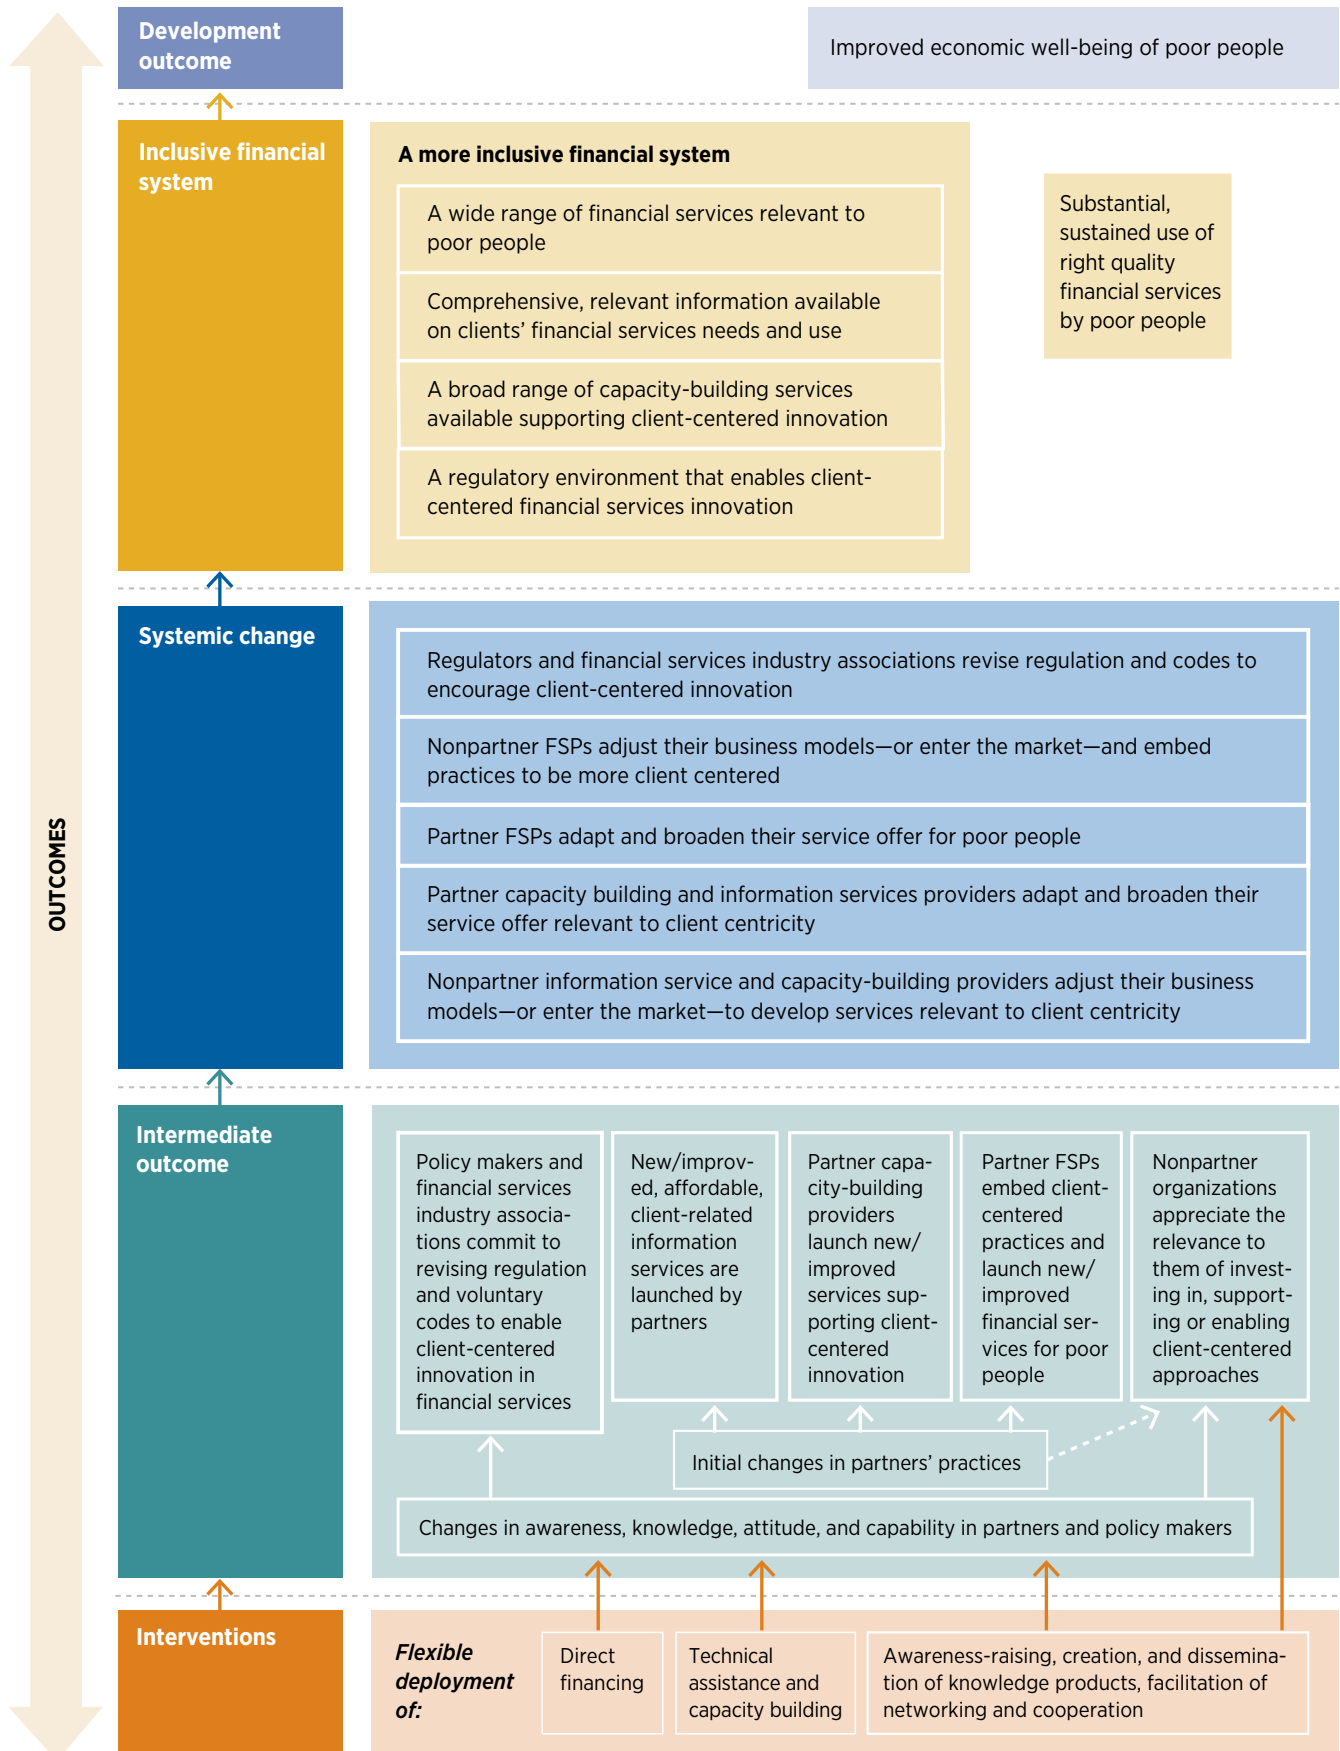 Development
outcome
Improved economic well-being of poor people
Inclusive financial
system
A more inclusive financial system
A wide range of financial services relevant to
poor people
Comprehensive, relevant information available
on clients’ financial services needs and use
A broad range of capacity-building services
available supporting client-centered innovation
A regulatory environment that enables client-
centered financial services innovation
Substantial,
sustained use of
right quality
financial services
by poor people
OUTCOMES
Systemic change
Regulators and financial services industry associations revise regulation and codes to
encourage client-centered innovation
Nonpartner FSPs adjust their business models—or enter the market—and embed
practices to be more client centered
Partner FSPs adapt and broaden their service offer for poor people
Partner capacity building and information services providers adapt and broaden their
service offer relevant to client centricity
Nonpartner information service and capacity-building providers adjust their business
models—or enter the market—to develop services relevant to client centricity
Intermediate
outcome
Policy makers and
financial services
industry associa-
tions commit to
revising regulation
and voluntary
codes to enable
client-centered
innovation in
financial services
New/improv-
ed, affordable,
client-related
information
services are
launched by
partners
Partner capa-
city-building
providers
launch new/
improved
services sup-
porting client-
centered
innovation
Partner FSPs
embed client-
centered
practices and
launch new/
improved
financial ser-
vices for poor
people
Nonpartner
organizations
appreciate the
relevance to
them of invest-
ing in, support-
ing or enabling
client-centered
approaches
Initial changes in partners’ practices
Changes in awareness, knowledge, attitude, and capability in partners and policy makers
Interventions
Flexible
deployment
of:
Direct
financing
Technical
assistance and
capacity building
Awareness-raising, creation, and dissemina-
tion of knowledge products, facilitation of
networking and cooperation